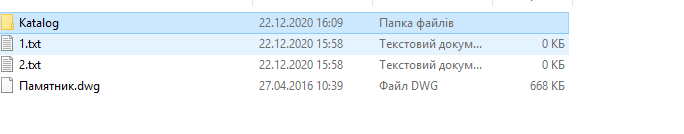 Katalog 22.12.2020 16:09 Папка файлів
1.txt 22.12.2020 15:58 Текстовий докум... 0 КБ
2.txt 22.12.2020 15:58 Текстовий докум... 0 КБ
Памятник.dwg 27.04.2016 10:39 Файл DWG 668 КБ